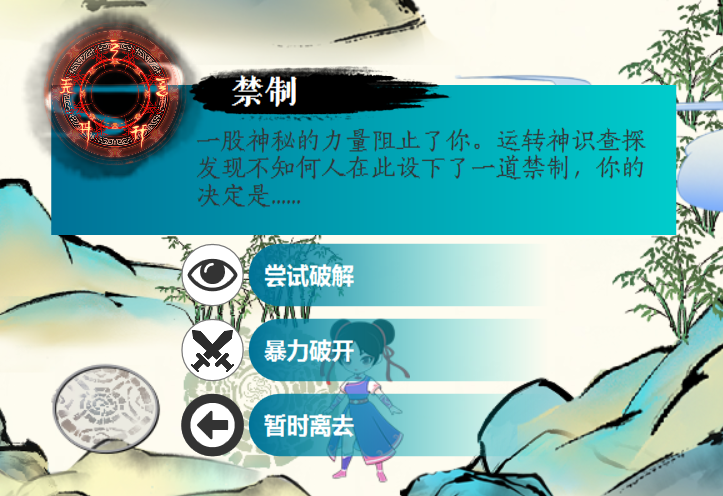 禁制
一股神秘的力量阻止了你。运转神识查探
发现不知何人在此设下了一道禁制，你的
决定是......
尝试破解
暴力破开
暂时离去